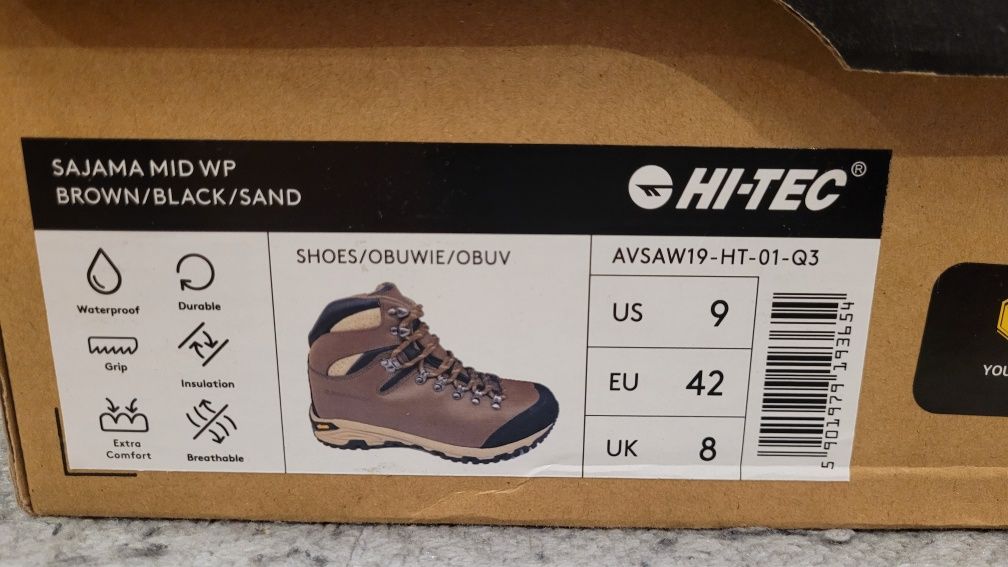 SAJAMA MID WP
BROWN/BLACK/SAND
HI-TEC®
Waterproof
Durable
Grip
Insulation
Extra
Comfort
Breathable
SHOES/OBUWIE/OBUV
AVSAW19-HT-01-Q3
US 9
EU 42
UK 8
5 901979 193654
YOU